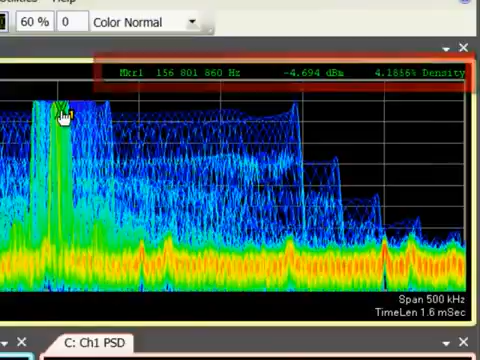 60 % 0 Color Normal
Mkr1 156 801 860 Hz -4.694 dBm 4.1855% Density
Span 500 kHz
TimeLen 1.6 mSec
C: Ch1 PSD